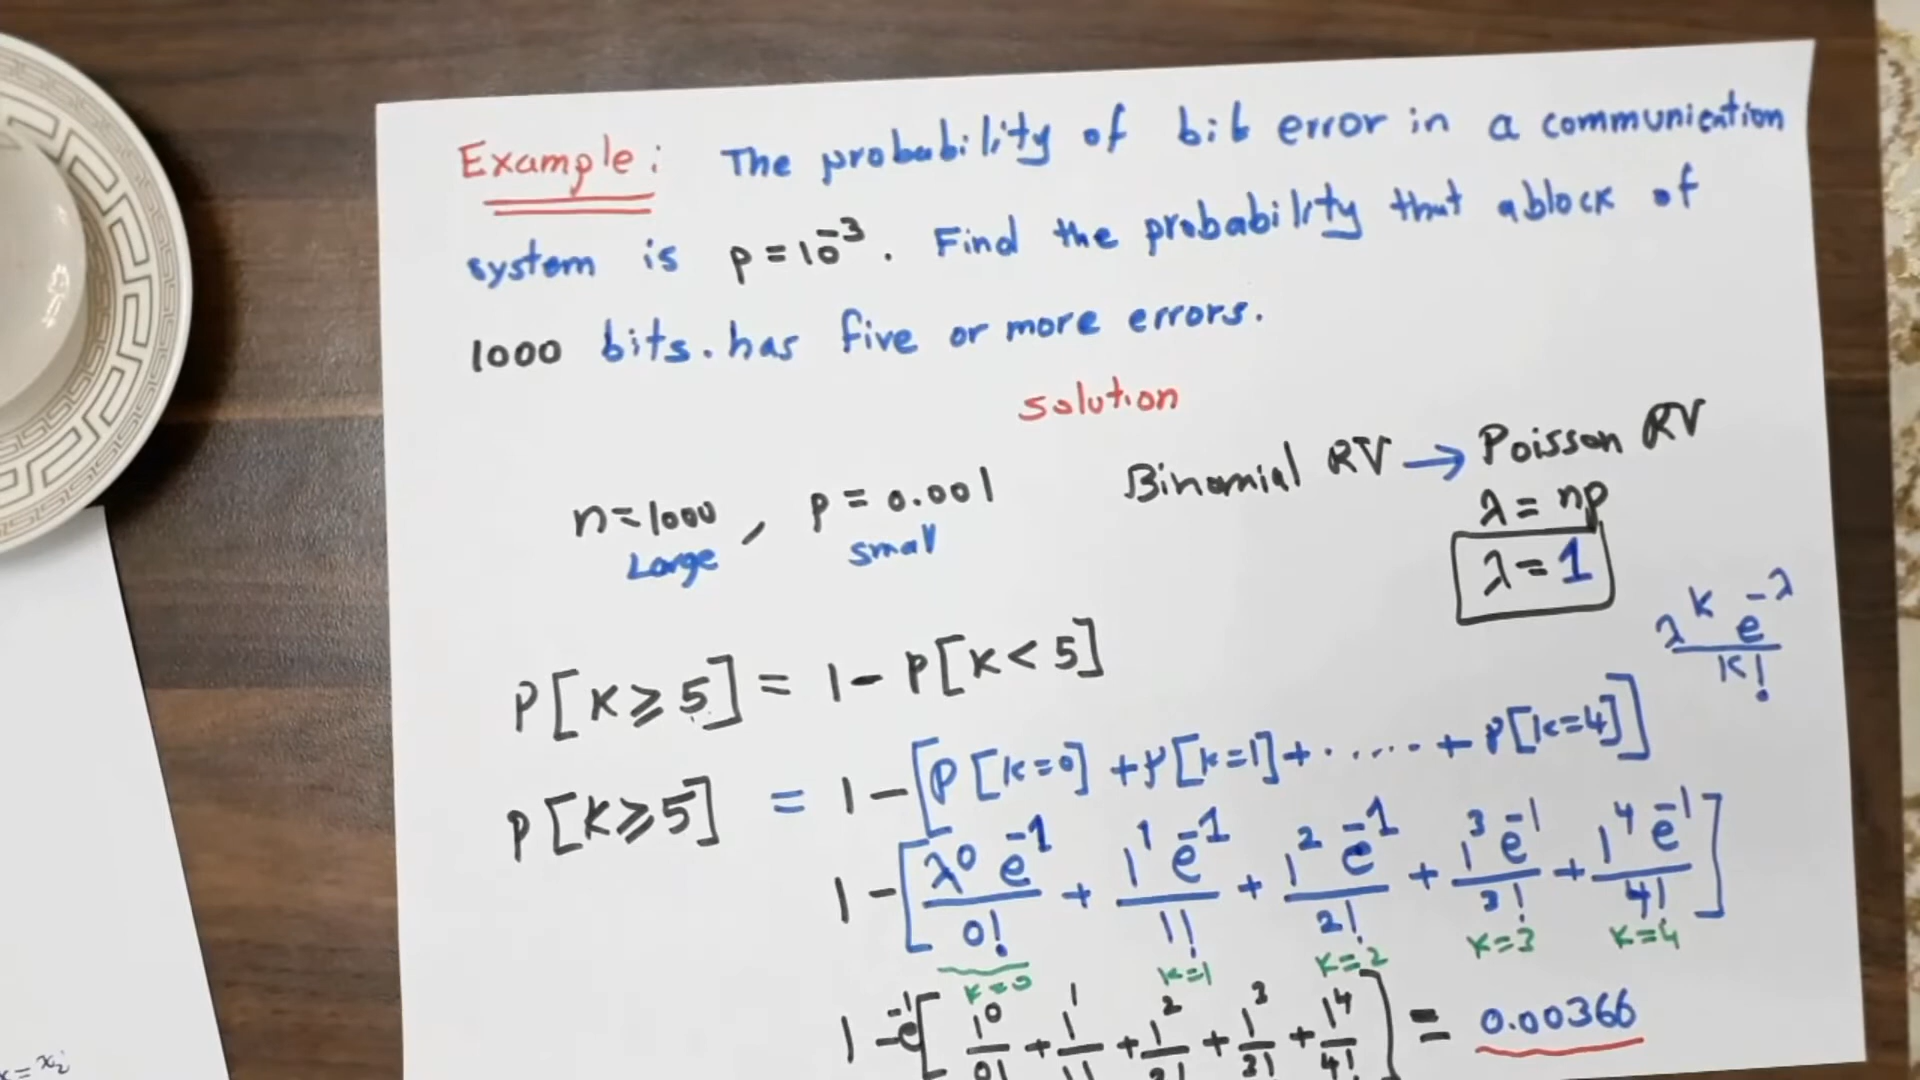 Example: The probability of bit error in a communication
system is p = 10^-3. Find the probability that a block of
1000 bits. has five or more errors.
solution
n=1000, p = 0.001 Binomial RV → Poisson RV
Large small λ = np
λ = 1
λ^k e^-λ / k!
P[K ≥ 5] = 1 - P[K < 5]
P[K ≥ 5] = 1 - [P[k=0] + P[k=1] + ..... + P[k=4]]
1 - [λ^0 e^-1 / 0! + 1^1 e^-1 / 1! + 1^2 e^-1 / 2! + 1^3 e^-1 / 3! + 1^4 e^-1 / 4!]
K=0 K=1 K=2 K=3 K=4
1 - e^-1 [1^0 / 0! + 1^1 / 1! + 1^2 / 2! + 1^3 / 3! + 1^4 / 4!] = 0.00366
= x_i